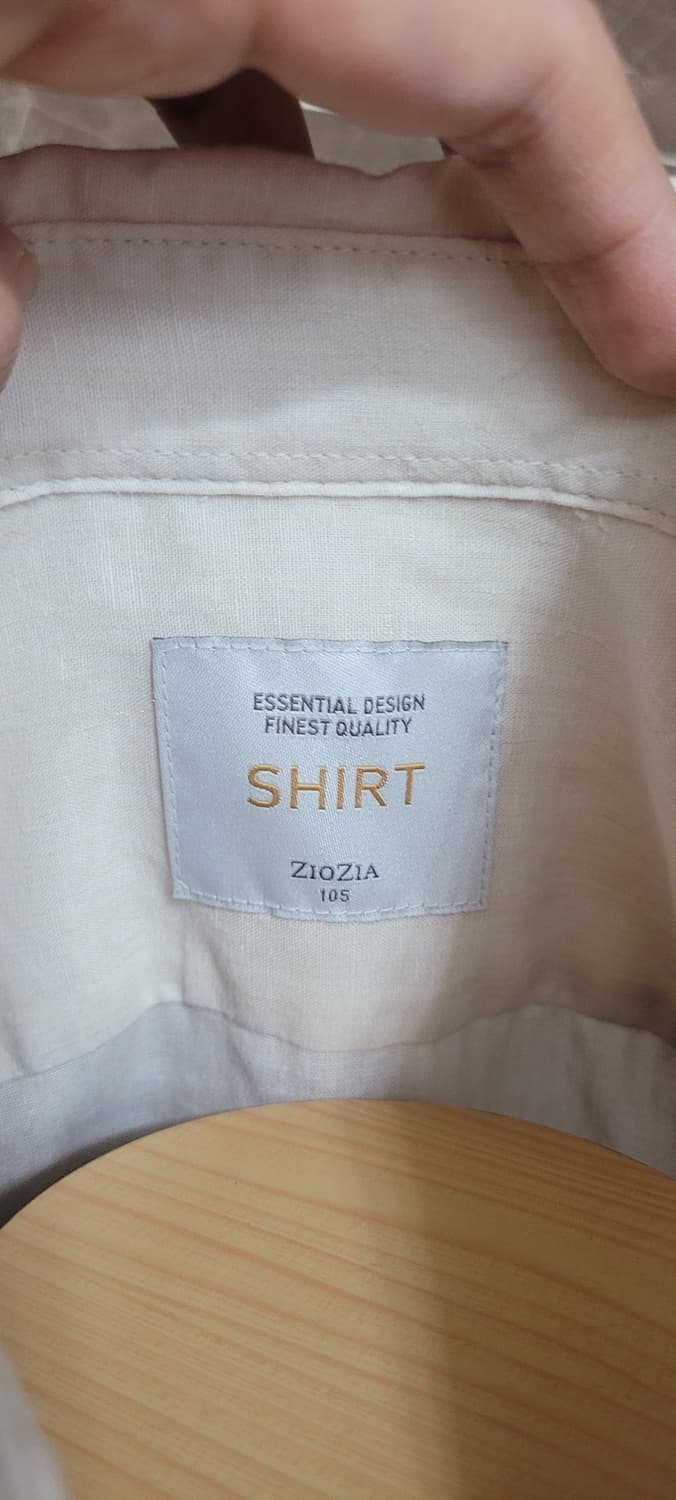 ESSENTIAL DESIGN
FINEST QUALITY
SHIRT
ZIOZIA
105